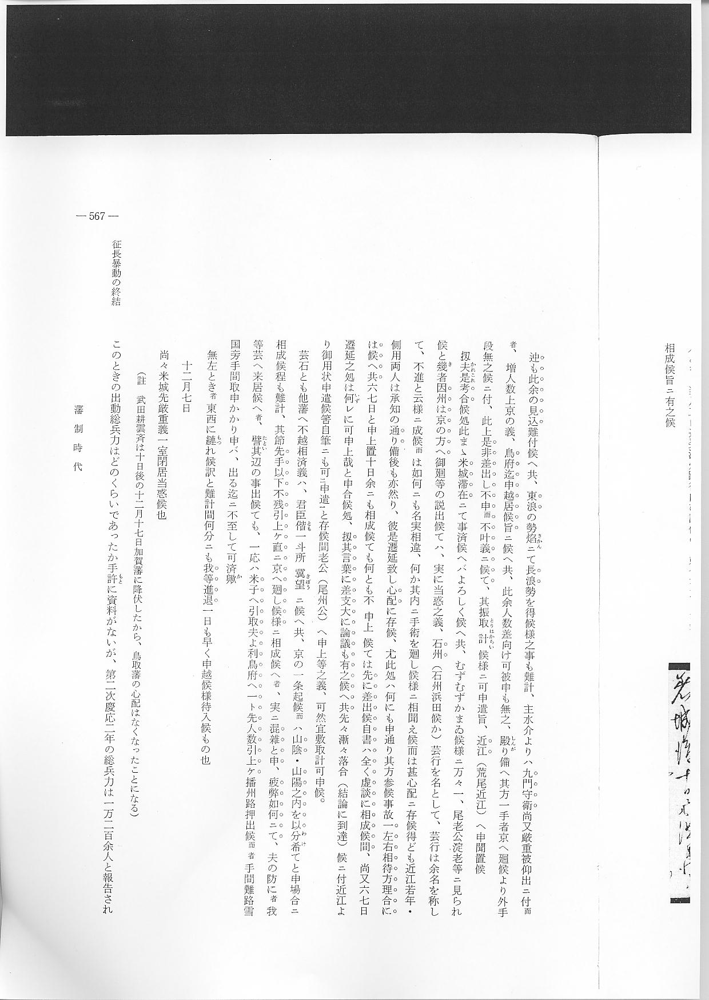 相成候旨ニ有之候
迚も此余の見込難付候へ共、東浪の勢焰ニて長浪勢を得候様之事も難計、主水介よりハ九門守衛尚又厳重被仰出ニ付而
者、増人数上京の義、鳥府迄申越居候旨ニ候へ共、此余人数差向け可被申も無之、殿り備へ其方一手者京へ廻候より外手
段無之候ニ付、此上是非差出し不申而不叶義ニ候て、其振取計候様ニ可申遣旨、近江（荒尾近江）へ申聞置候
扨夫是考合候処此まゝ米城滞在ニて事済候へバよろしく候へ共、むずむずかまゐ候様ニ万々一、尾老公淀老等ニ見られ
候と幾者因州は京の方へ御廻等の説出候てハ、実に当惑之義、石州（石州浜田候か）芸行を名として、芸行は余名を称し
て、不進と云様ニ成候而は如何ニも名実相違、何か其内ニ手術を廻し候様ニ相聞え候而は甚心配ニ存候得ども近江若年・
側用両人は承知の通り備後も亦然り、彼是遷延致し心配に存候、尤此処ハ何にも申通り其方参候事故一左右相待方理合に
は候へ共六七日と申上置十日余ニも相成候ても何とも不申上候ては先に差出候自書ハ全く虚談に相成候間、尚又六七日
遷延之処は何レに可申上哉と申合候処、扨其言葉に差支大に論議も有之候へ共先々漸々落合（結論に到達）候ニ付近江よ
り御用状申遣候筈自筆ニも可申遣と存候間老公（尾州公）へ申上等之義、可然宜敷取計可申候。
芸石とも他藩へ不越相済義ハ、君臣偕一斗所冀望ニ候へ共、京の一条起候而ハ山陰・山陽之内を以分希てと申場合ニ
相成候程も難計、其節先手以下不残引上ヶ直ニ京へ廻し候様ニ相成候へ者、実ニ混雑と申、疲弊如何ニて、夫の防に者我
等芸へ来居候へ者、譬其辺の事出候ても、一応ハ米子へ引取夫よ利鳥府へ一ト先人数引上ヶ播州路押出候而者手間難路雪
国旁手間取申かかり申バ、出る迄ニ不至して可済歟
無左とき者東西に縺れ候訳と難計間何分ニも我等進退一日も早く申越候様待入候もの也
十二月七日
尚々米城先厳重義一室閉居当惑候也
（註　武田耕雲斉は十日後の十二月十七日加賀藩に降伏したから、鳥取藩の心配はなくなったことになる）
征長暴動の終結
このときの出動総兵力はどのくらいであったか手許に資料がないが、第二次慶応二年の総兵力は一万二百余人と報告され
藩制時代
—567—